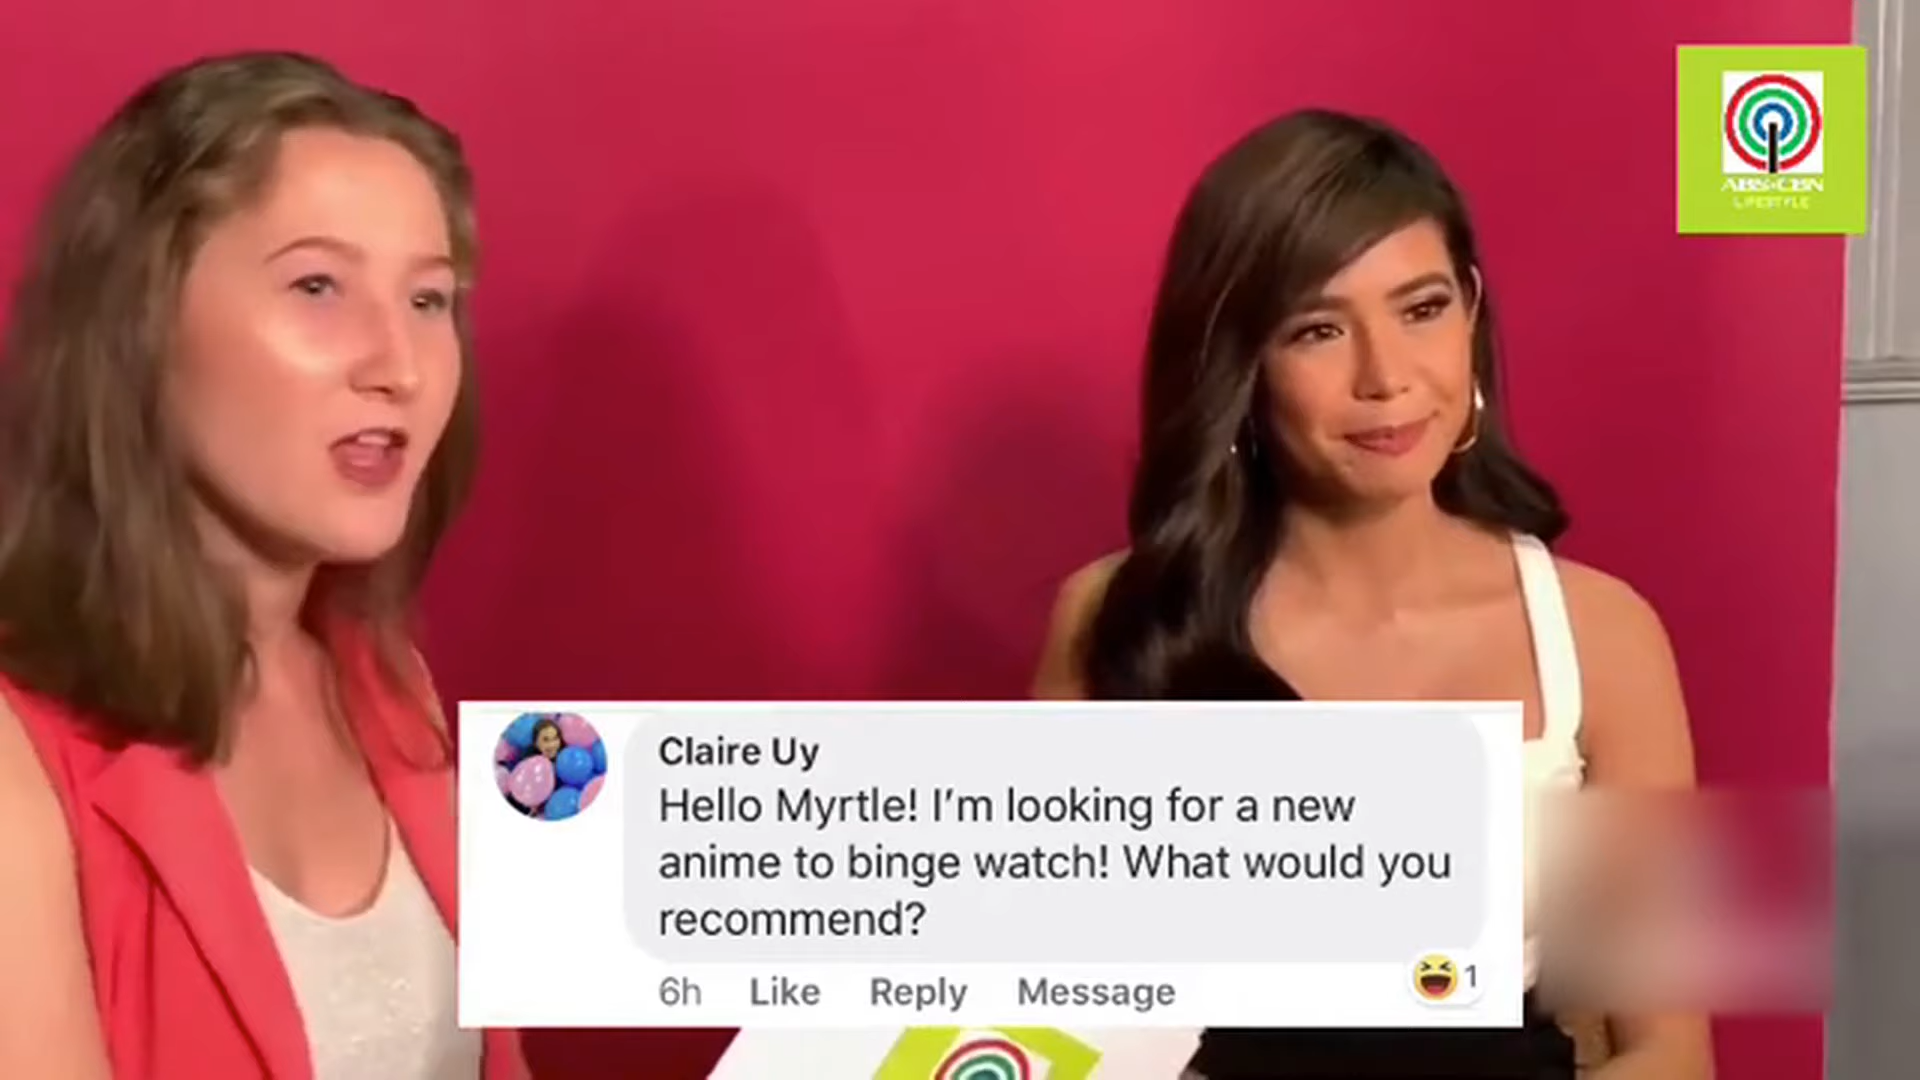 ABS-CBN
LIFESTYLE
Claire Uy
Hello Myrtle! I'm looking for a new
anime to binge watch! What would you
recommend?
1
6h Like Reply Message